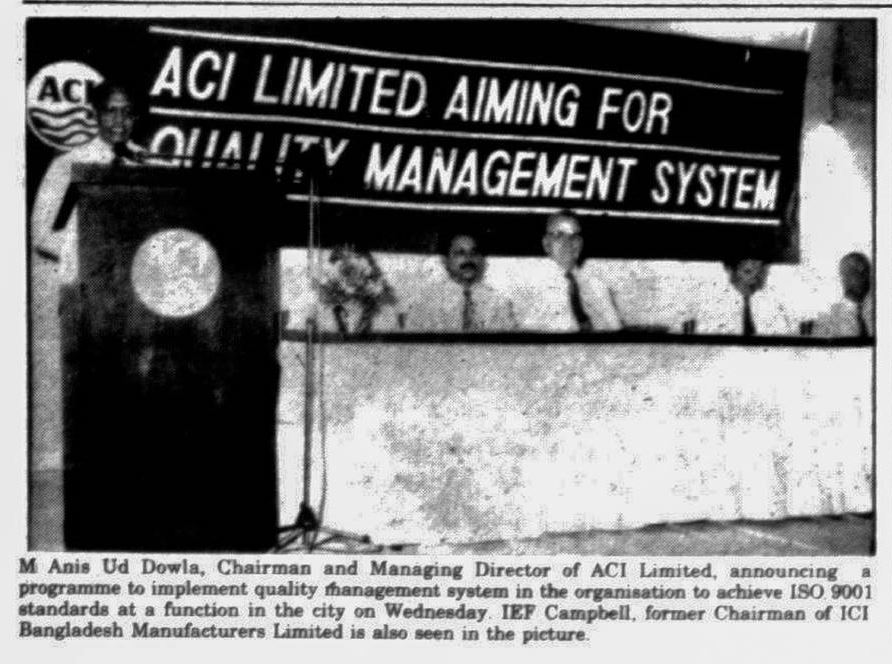 ACI
ACI LIMITED AIMING FOR
QUALITY MANAGEMENT SYSTEM
M Anis Ud Dowla, Chairman and Managing Director of ACI Limited, announcing a
programme to implement quality management system in the organisation to achieve ISO 9001
standards at a function in the city on Wednesday. IEF Campbell, former Chairman of ICI
Bangladesh Manufacturers Limited is also seen in the picture.